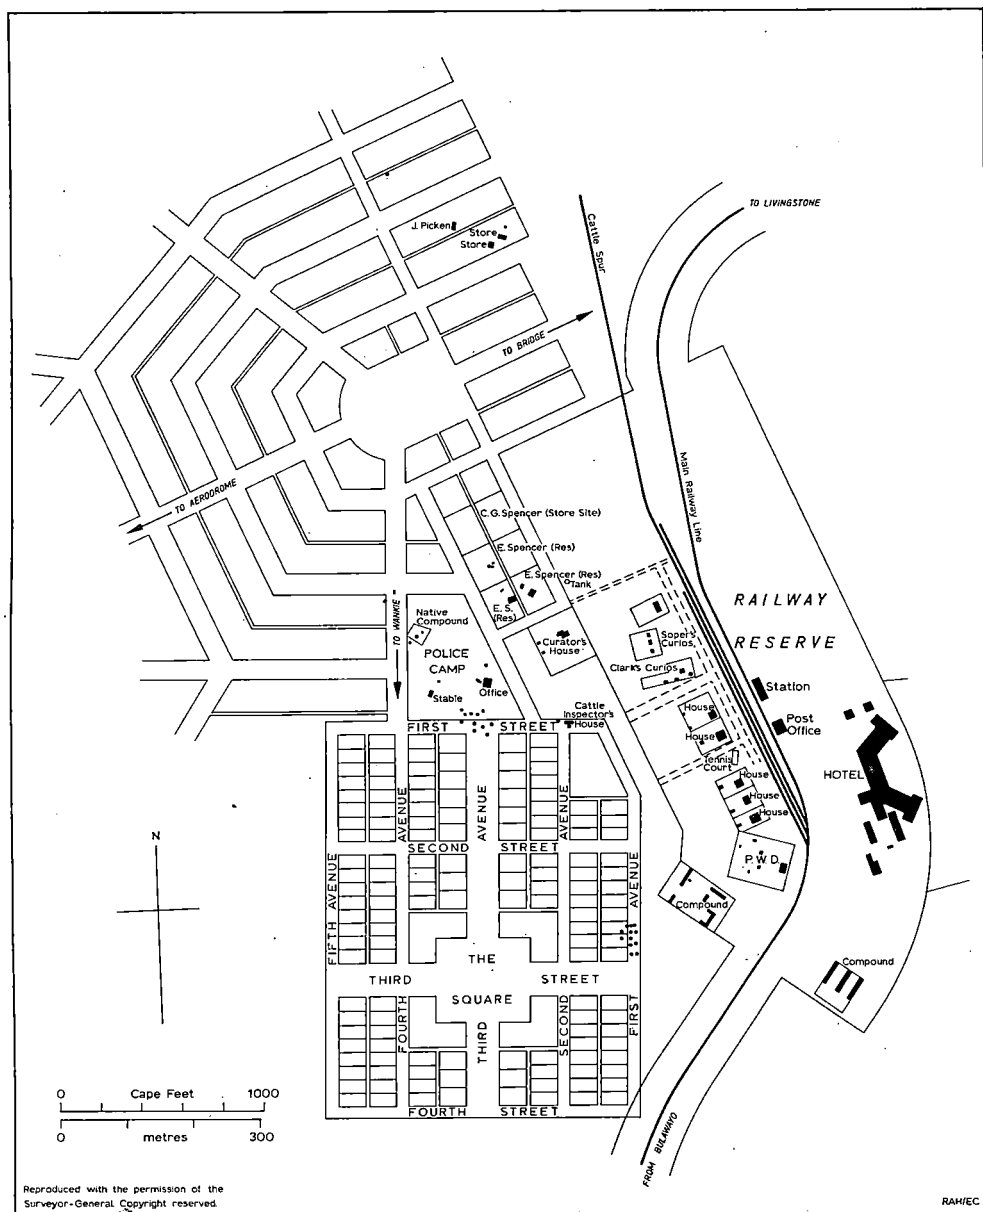 TO LIVINGSTONE
Cattle Spur
J. Picken
Store
Store
TO BRIDGE
Main Railway Line
TO AERODROME
C.G. Spencer (Store Site)
E. Spencer (Res)
E. Spencer (Res)
Tank
E. S.
(Res)
TO WANKIE
Native
Compound
RAILWAY
RESERVE
Curator's
House
Soper's
Curios
Clark's Curios
POLICE
CAMP
Office
Stable
Station
Cattle
Inspector's
House
House
House
Post
Office
FIRST STREET
Tennis
Court
HOTEL
House
House
House
AVENUE
AVENUE
AVENUE
SECOND STREET
P.W.D.
FIFTH AVENUE
AVENUE
Compound
N
THE
SQUARE
THIRD STREET
Compound
FOURTH
THIRD
SECOND
FIRST
FOURTH STREET
0 Cape Feet 1000
0 metres 300
FROM BULAWAYO
Reproduced with the permission of the
Surveyor-General. Copyright reserved.
RAH/EC